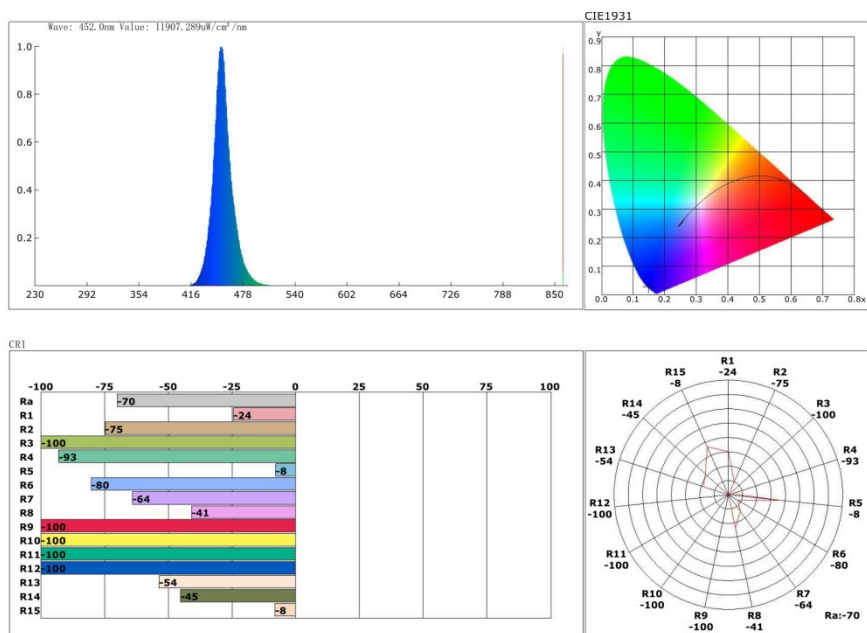 Wave: 452.0nm Value: 11907.289uW/cm²/nm
1.0
0.8
0.6
0.4
0.2
230 292 354 416 478 540 602 664 726 788 850
CIE1931
y
0.9
0.8
0.7
0.6
0.5
0.4
0.3
0.2
0.1
0.0 0.1 0.2 0.3 0.4 0.5 0.6 0.7 0.8x
CRI
-100 -75 -50 -25 0 25 50 75 100
Ra -70
R1 -24
R2 -75
R3 -100
R4 -93
R5 -8
R6 -80
R7 -64
R8 -41
R9 -100
R10 -100
R11 -100
R12 -100
R13 -54
R14 -45
R15 -8
R1
-24
R2
-75
R3
-100
R4
-93
R5
-8
R6
-80
R7
-64
R8
-41
R9
-100
R10
-100
R11
-100
R12
-100
R13
-54
R14
-45
R15
-8
Ra:-70